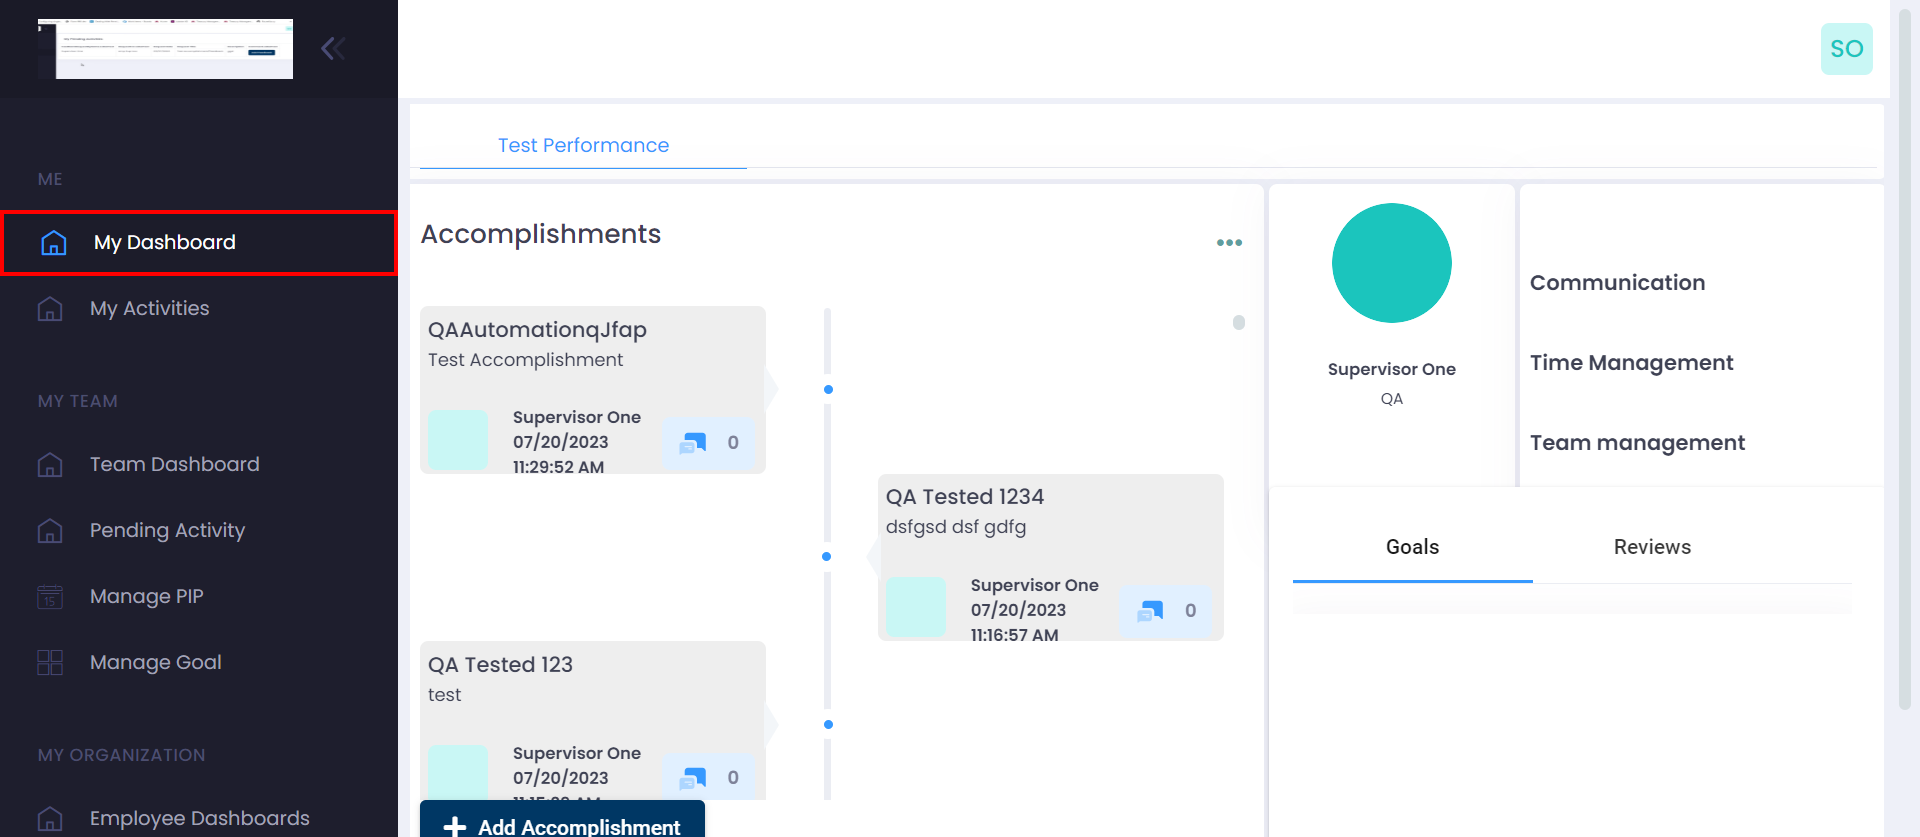 SO
ME
My Dashboard
My Activities
MY TEAM
Team Dashboard
Pending Activity
Manage PIP
15
Manage Goal
MY ORGANIZATION
Employee Dashboards
Test Performance
Accomplishments
QAAutomationqJfap
Test Accomplishment
Supervisor One
07/20/2023
11:29:52 AM
0
QA Tested 1234
dsfgsd dsf gdfg
Supervisor One
07/20/2023
11:16:57 AM
0
QA Tested 123
test
Supervisor One
07/20/2023
0
Add Accomplishment
Supervisor One
QA
Communication
Time Management
Team management
Goals
Reviews